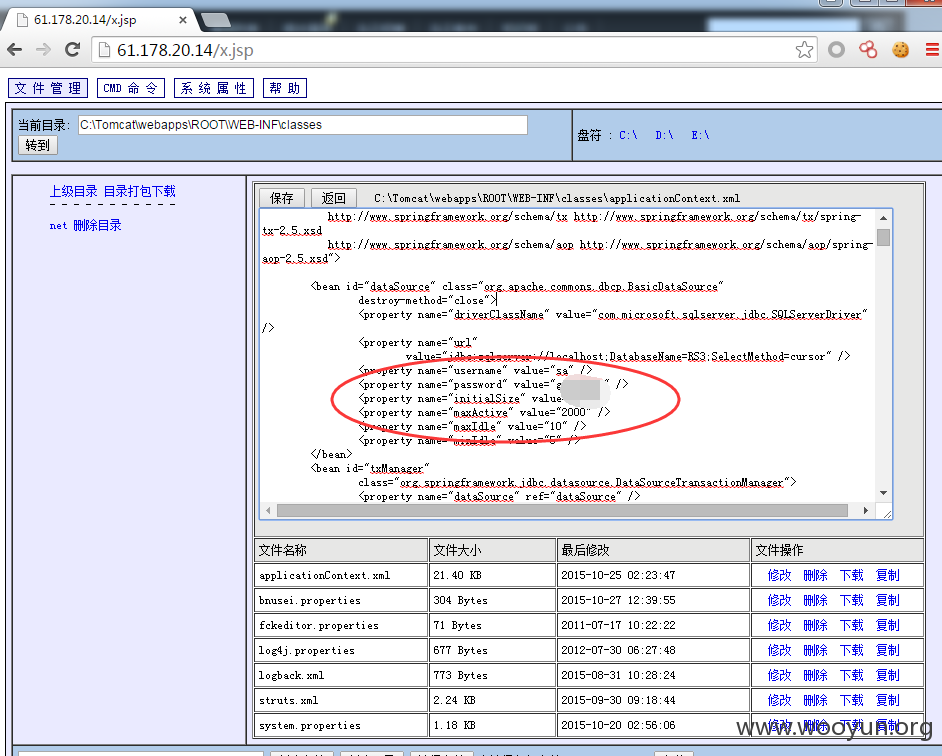 61.178.20.14/x.jsp
61.178.20.14/x.jsp
文件管理 CMD命令 系统属性 帮助
当前目录: C:\Tomcat\webapps\ROOT\WEB-INF\classes
转到
盘符 : C:\ D:\ E:\
上级目录 目录打包下载
- - - - - - - - - - - - - -
net 删除目录
保存 返回 C:\Tomcat\webapps\ROOT\WEB-INF\classes\applicationContext.xml
http://www.springframework.org/schema/tx http://www.springframework.org/schema/tx/spring-
tx-2.5.xsd
http://www.springframework.org/schema/aop http://www.springframework.org/schema/aop/spring-
aop-2.5.xsd">
<bean id="dataSource" class="org.apache.commons.dbcp.BasicDataSource"
destroy-method="close">
<property name="driverClassName" value="com.microsoft.sqlserver.jdbc.SQLServerDriver"
/>
<property name="url"
value="jdbc:sqlserver://localhost;DatabaseName=RS3;SelectMethod=cursor" />
<property name="username" value="sa" />
<property name="password" value=" " />
<property name="initialSize" value
<property name="maxActive" value="2000" />
<property name="maxIdle" value="10" />
<property name="minIdle" value="5" />
</bean>
<bean id="txManager"
class="org.springframework.jdbc.datasource.DataSourceTransactionManager">
<property name="dataSource" ref="dataSource" />
文件名称 文件大小 最后修改 文件操作
applicationContext.xml 21.40 KB 2015-10-25 02:23:47 修改 删除 下载 复制
bnusei.properties 304 Bytes 2015-10-27 12:39:55 修改 删除 下载 复制
fckeditor.properties 71 Bytes 2011-07-17 10:22:22 修改 删除 下载 复制
log4j.properties 677 Bytes 2012-07-30 06:27:48 修改 删除 下载 复制
logback.xml 773 Bytes 2015-08-31 10:28:24 修改 删除 下载 复制
struts.xml 2.24 KB 2015-09-30 09:18:44 修改 删除 下载 复制
system.properties 1.18 KB 2015-10-20 02:56:06 修改 删除 下载 复制
www.wooyun.org